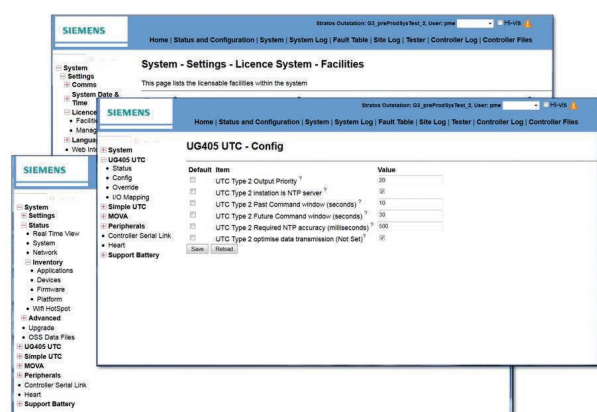 SIEMENS
Stratos Outstation: G3_preProdSysTest_2, User: pme
Hi-vis
Home | Status and Configuration | System | System Log | Fault Table | Site Log | Tester | Controller Log | Controller Files
System
Settings
Comms
System Date &
Time
Licence
Langua
System - Settings - Licence System - Facilities
This page lists the licensable facilities within the system
SIEMENS
Stratos Outstation: G3_preProdSysTest_2, User: pme
Hi-vis
Home | Status and Configuration | System | System Log | Fault Table | Site Log | Tester | Controller Log | Controller Files
System
UG405 UTC
Status
Config
Override
I/O Mapping
Simple UTC
MOVA
Peripherals
Controller Serial Link
Heart
Support Battery
UG405 UTC - Config
Default Item Value
UTC Type 2 Output Priority ? 20
UTC Type 2 Instation is NTP server ?
UTC Type 2 Past Command window (seconds) ? 10
UTC Type 2 Future Command window (seconds) ? 30
UTC Type 2 Required NTP accuracy (milliseconds) ? 500
UTC Type 2 optimise data transmission (Not Set) ?
Save Reload
SIEMENS
System
Settings
Status
Real Time View
System
Network
Inventory
Applications
Devices
Firmware
Platform
Wifi HotSpot
Advanced
Upgrade
OSS Data Files
UG405 UTC
Simple UTC
MOVA
Peripherals
Controller Serial Link
Heart
Support Battery